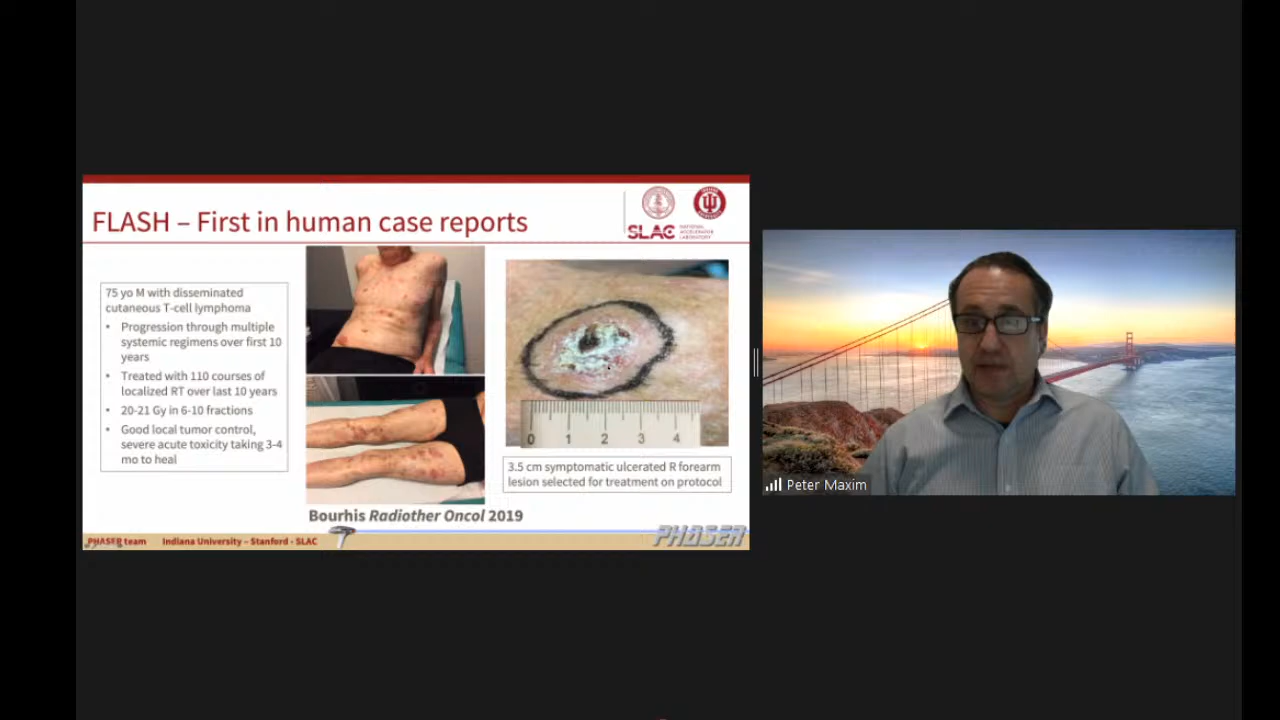 FLASH – First in human case reports
SLAC
NATIONAL
ACCELERATOR
LABORATORY
75 yo M with disseminated
cutaneous T-cell lymphoma
• Progression through multiple
systemic regimens over first 10
years
• Treated with 110 courses of
localized RT over last 10 years
• 20-21 Gy in 6-10 fractions
• Good local tumor control,
severe acute toxicity taking 3-4
mo to heal
0 1 2 3 4
3.5 cm symptomatic ulcerated R forearm
lesion selected for treatment on protocol
Bourhis Radiother Oncol 2019
PHASER team Indiana University – Stanford - SLAC
PHASER
Peter Maxim